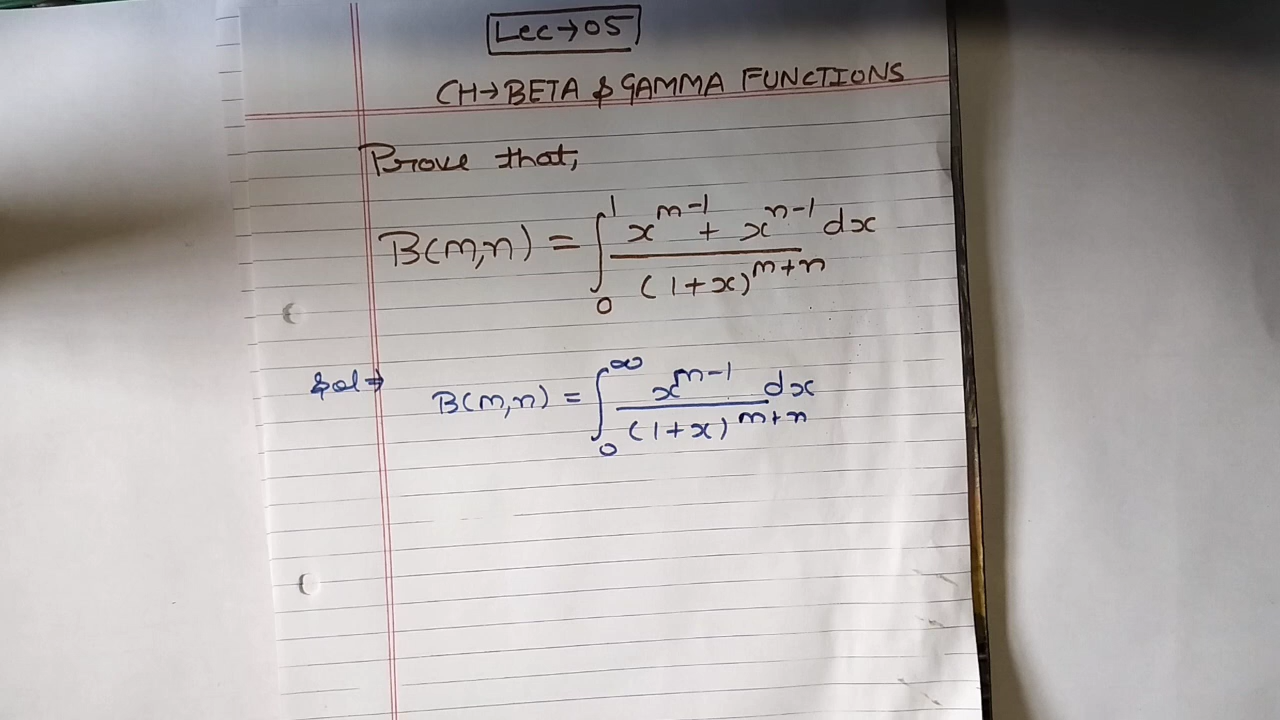 Lec→05
CH→BETA & GAMMA FUNCTIONS
Prove that,
B(m,n) = ∫₀¹ (x^(m-1) + x^(n-1))/(1+x)^(m+n) dx
Sol⇒ B(m,n) = ∫₀^∞ x^(m-1)/(1+x)^(m+n) dx